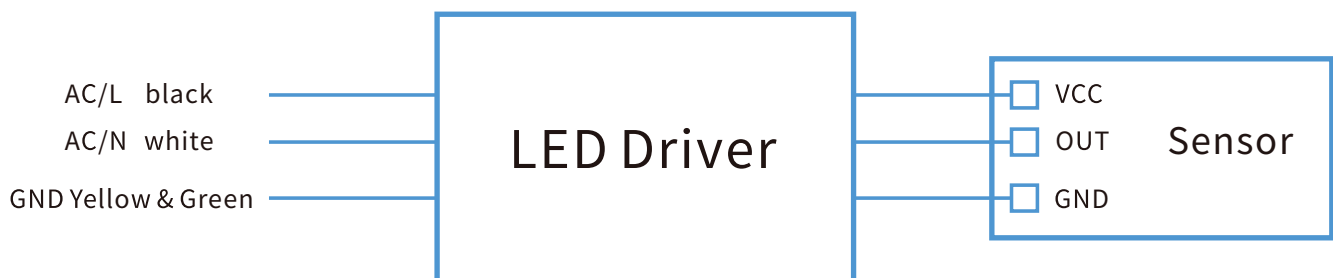 AC/L black
AC/N white
GND Yellow & Green
LED Driver
VCC
OUT
GND
Sensor